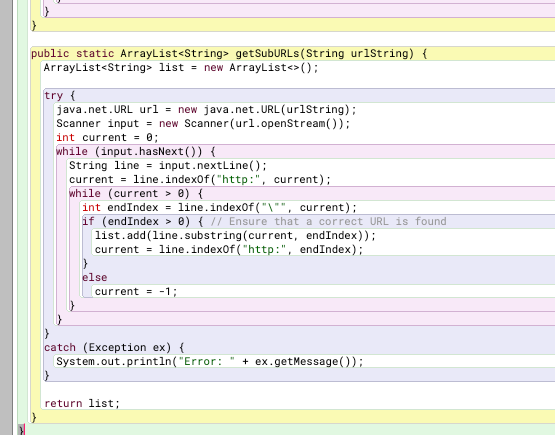 }
}
public static ArrayList<String> getSubURLs(String urlString) {
ArrayList<String> list = new ArrayList<>();
try {
java.net.URL url = new java.net.URL(urlString);
Scanner input = new Scanner(url.openStream());
int current = 0;
while (input.hasNext()) {
String line = input.nextLine();
current = line.indexOf("http:", current);
while (current > 0) {
int endIndex = line.indexOf("\"", current);
if (endIndex > 0) { // Ensure that a correct URL is found
list.add(line.substring(current, endIndex));
current = line.indexOf("http:", endIndex);
}
else
current = -1;
}
}
}
catch (Exception ex) {
System.out.println("Error: " + ex.getMessage());
}
return list;
}
}